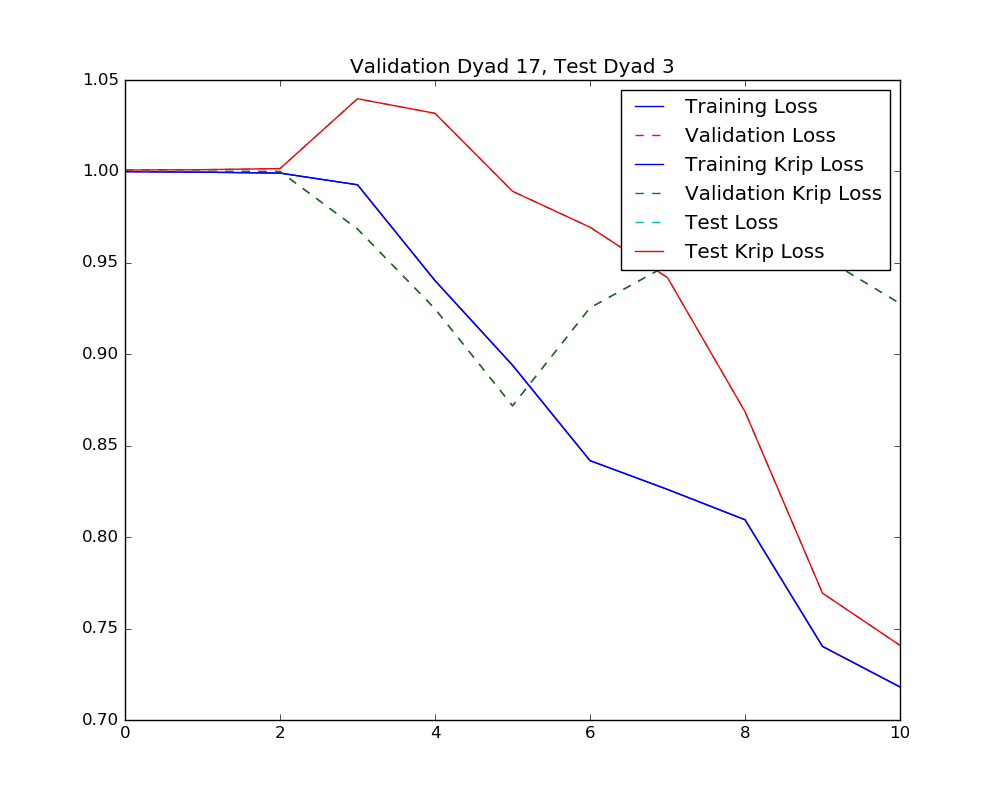 Validation Dyad 17, Test Dyad 3
1.05
1.00
0.95
0.90
0.85
0.80
0.75
0.70
0 2 4 6 8 10
Training Loss
Validation Loss
Training Krip Loss
Validation Krip Loss
Test Loss
Test Krip Loss